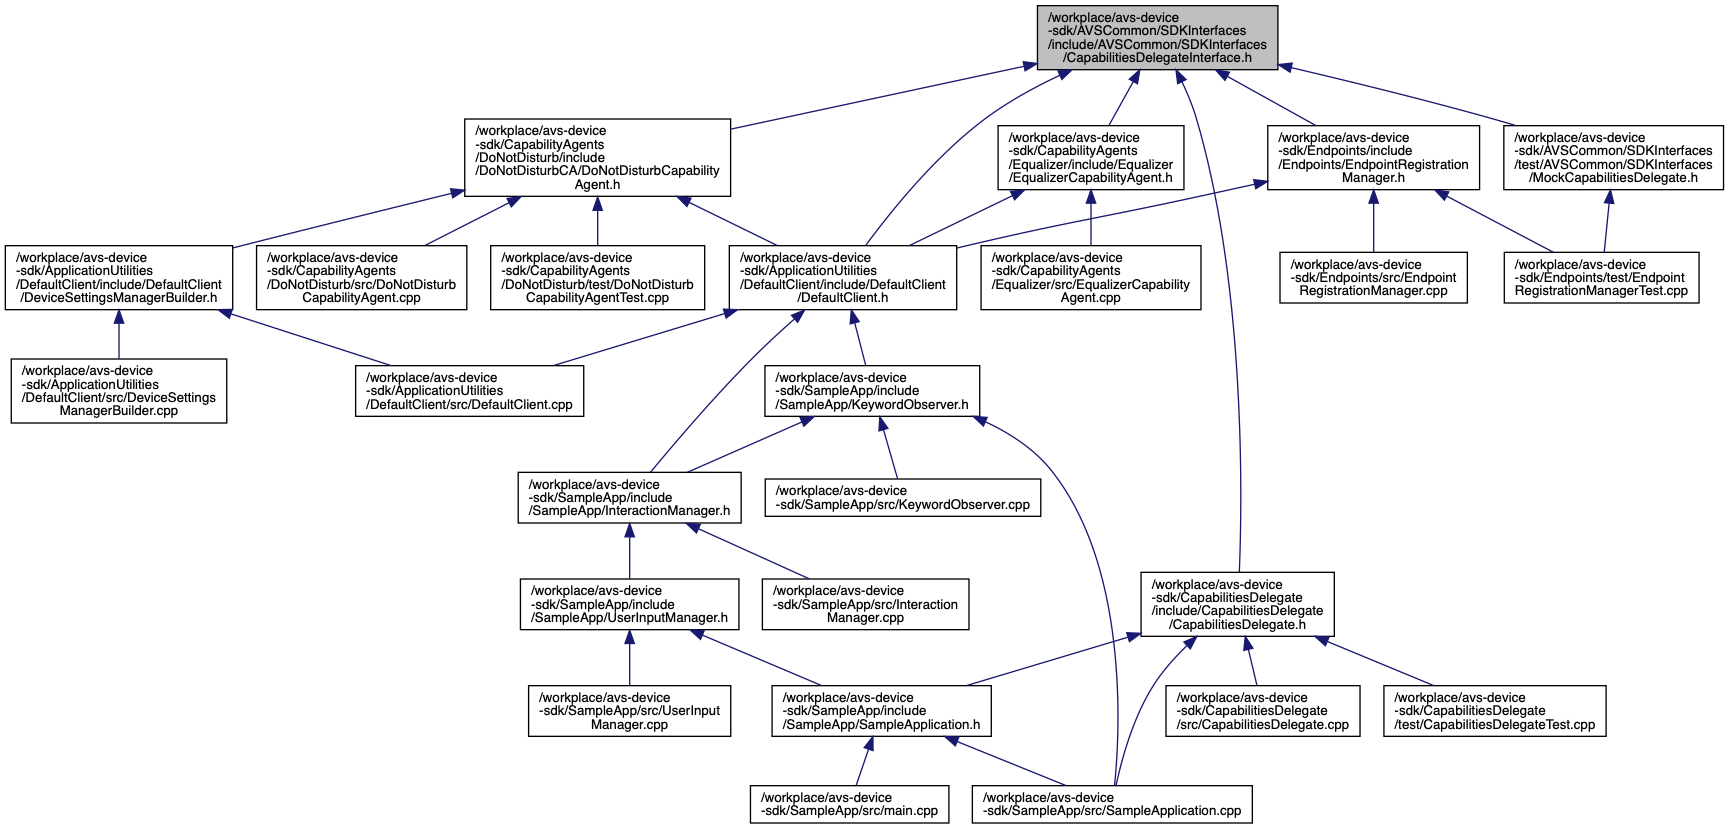 /workplace/avs-device
-sdk/AVSCommon/SDKInterfaces
/include/AVSCommon/SDKInterfaces
/CapabilitiesDelegateInterface.h
/workplace/avs-device
-sdk/CapabilityAgents
/DoNotDisturb/include
/DoNotDisturbCA/DoNotDisturbCapability
Agent.h
/workplace/avs-device
-sdk/CapabilityAgents
/Equalizer/include/Equalizer
/EqualizerCapabilityAgent.h
/workplace/avs-device
-sdk/Endpoints/include
/Endpoints/EndpointRegistration
Manager.h
/workplace/avs-device
-sdk/AVSCommon/SDKInterfaces
/test/AVSCommon/SDKInterfaces
/MockCapabilitiesDelegate.h
/workplace/avs-device
-sdk/ApplicationUtilities
/DefaultClient/include/DefaultClient
/DeviceSettingsManagerBuilder.h
/workplace/avs-device
-sdk/CapabilityAgents
/DoNotDisturb/src/DoNotDisturb
CapabilityAgent.cpp
/workplace/avs-device
-sdk/CapabilityAgents
/DoNotDisturb/test/DoNotDisturb
CapabilityAgentTest.cpp
/workplace/avs-device
-sdk/ApplicationUtilities
/DefaultClient/include/DefaultClient
/DefaultClient.h
/workplace/avs-device
-sdk/CapabilityAgents
/Equalizer/src/EqualizerCapability
Agent.cpp
/workplace/avs-device
-sdk/Endpoints/src/Endpoint
RegistrationManager.cpp
/workplace/avs-device
-sdk/Endpoints/test/Endpoint
RegistrationManagerTest.cpp
/workplace/avs-device
-sdk/ApplicationUtilities
/DefaultClient/src/DeviceSettings
ManagerBuilder.cpp
/workplace/avs-device
-sdk/ApplicationUtilities
/DefaultClient/src/DefaultClient.cpp
/workplace/avs-device
-sdk/SampleApp/include
/SampleApp/KeywordObserver.h
/workplace/avs-device
-sdk/SampleApp/include
/SampleApp/InteractionManager.h
/workplace/avs-device
-sdk/SampleApp/src/KeywordObserver.cpp
/workplace/avs-device
-sdk/SampleApp/include
/SampleApp/UserInputManager.h
/workplace/avs-device
-sdk/SampleApp/src/Interaction
Manager.cpp
/workplace/avs-device
-sdk/CapabilitiesDelegate
/include/CapabilitiesDelegate
/CapabilitiesDelegate.h
/workplace/avs-device
-sdk/SampleApp/src/UserInput
Manager.cpp
/workplace/avs-device
-sdk/SampleApp/include
/SampleApp/SampleApplication.h
/workplace/avs-device
-sdk/CapabilitiesDelegate
/src/CapabilitiesDelegate.cpp
/workplace/avs-device
-sdk/CapabilitiesDelegate
/test/CapabilitiesDelegateTest.cpp
/workplace/avs-device
-sdk/SampleApp/src/main.cpp
/workplace/avs-device
-sdk/SampleApp/src/SampleApplication.cpp